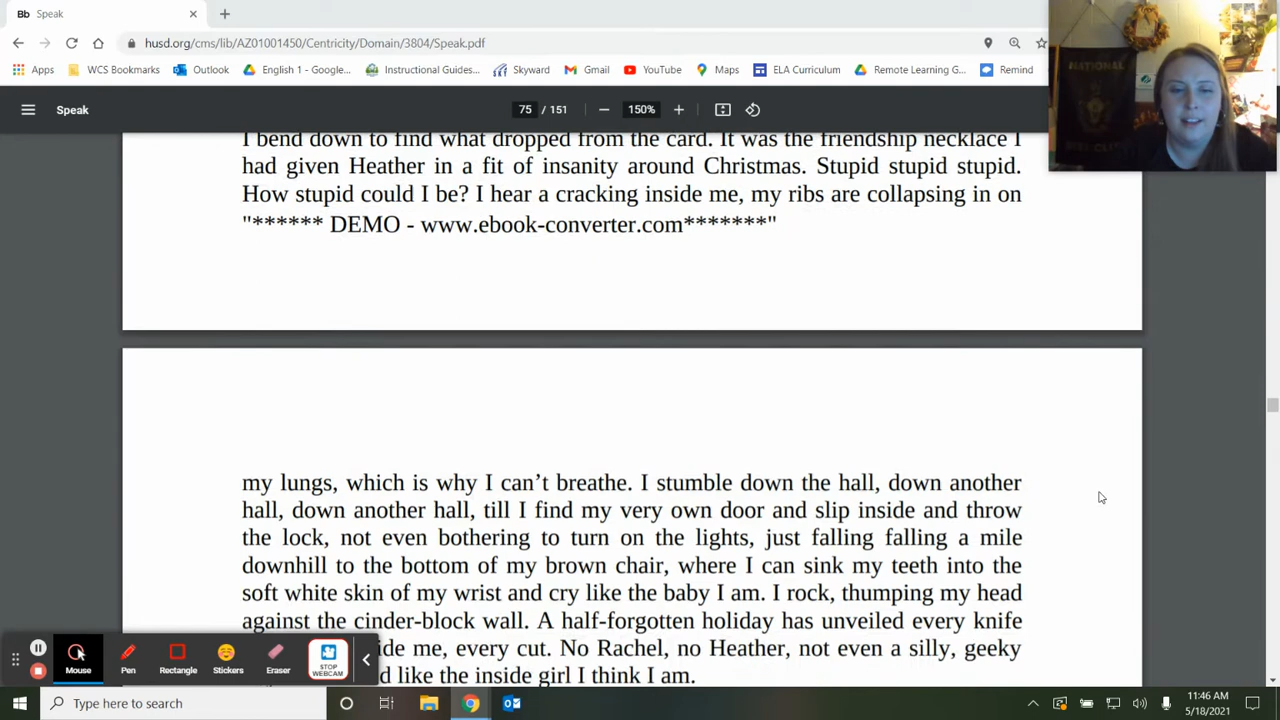 Bb Speak
husd.org/cms/lib/AZ01001450/Centricity/Domain/3804/Speak.pdf
Apps WCS Bookmarks Outlook English 1 - Google... Instructional Guides... Skyward Gmail YouTube Maps ELA Curriculum Remote Learning G... Remind
NATIONAL
Speak 75 / 151 150%
I bend down to find what dropped from the card. It was the friendship necklace I
had given Heather in a fit of insanity around Christmas. Stupid stupid stupid.
How stupid could I be? I hear a cracking inside me, my ribs are collapsing in on
"****** DEMO - www.ebook-converter.com*******"
my lungs, which is why I can't breathe. I stumble down the hall, down another
hall, down another hall, till I find my very own door and slip inside and throw
the lock, not even bothering to turn on the lights, just falling falling a mile
downhill to the bottom of my brown chair, where I can sink my teeth into the
soft white skin of my wrist and cry like the baby I am. I rock, thumping my head
against the cinder-block wall. A half-forgotten holiday has unveiled every knife
ide me, every cut. No Rachel, no Heather, not even a silly, geeky
d like the inside girl I think I am.
Mouse Pen Rectangle Stickers Eraser STOP WEBCAM
Type here to search
11:46 AM
5/18/2021